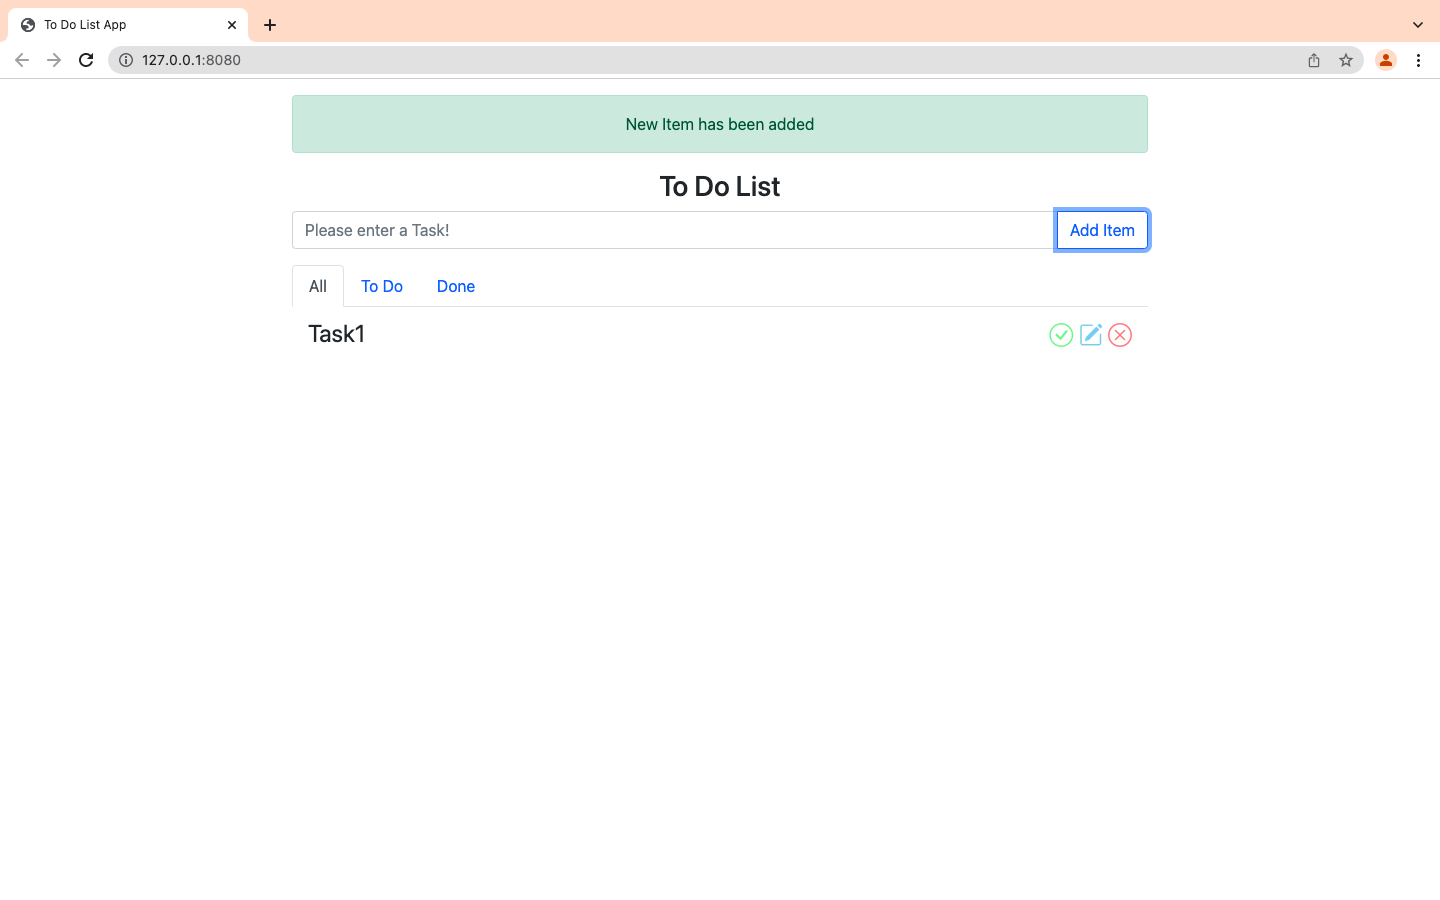 To Do List App
127.0.0.1:8080
New Item has been added
To Do List
Please enter a Task! Add Item
All To Do Done
Task1